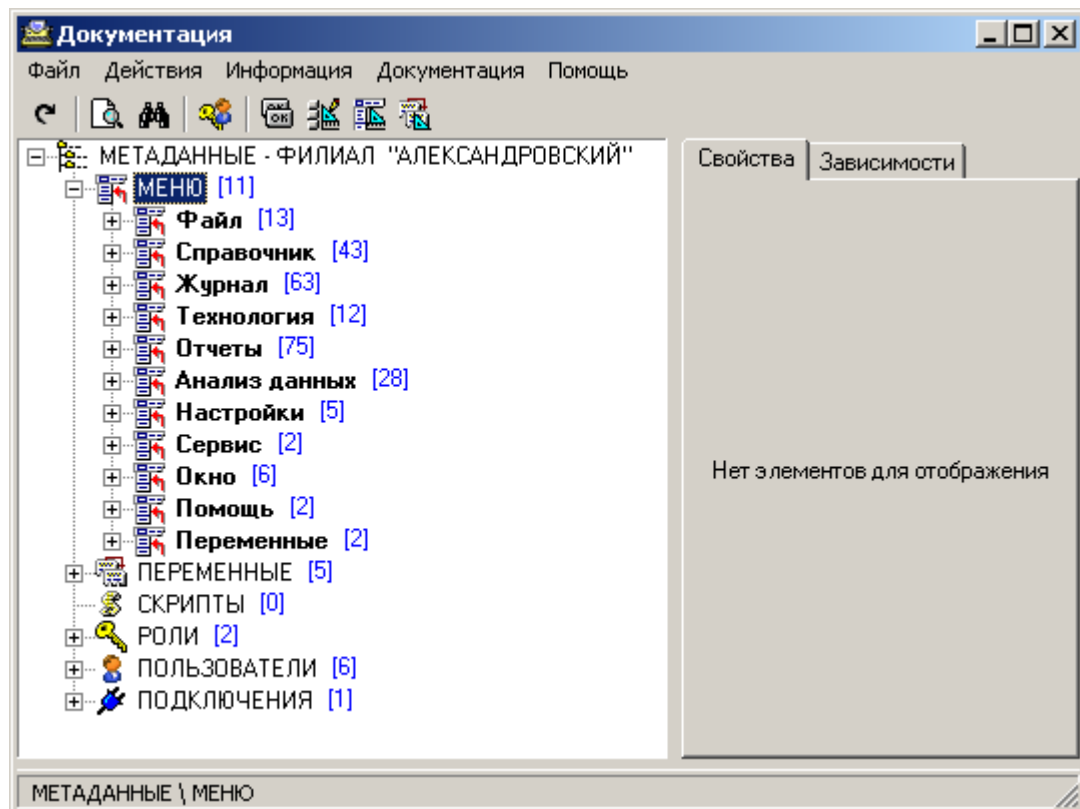 Документация
Файл Действия Информация Документация Помощь
OK
МЕТАДАННЫЕ - ФИЛИАЛ "АЛЕКСАНДРОВСКИЙ"
МЕНЮ [11]
Файл [13]
Справочник [43]
Журнал [63]
Технология [12]
Отчеты [75]
Анализ данных [28]
Настройки [5]
Сервис [2]
Окно [6]
Помощь [2]
Переменные [2]
ПЕРЕМЕННЫЕ [5]
СКРИПТЫ [0]
РОЛИ [2]
ПОЛЬЗОВАТЕЛИ [6]
ПОДКЛЮЧЕНИЯ [1]
Свойства Зависимости
Нет элементов для отображения
МЕТАДАННЫЕ \ МЕНЮ